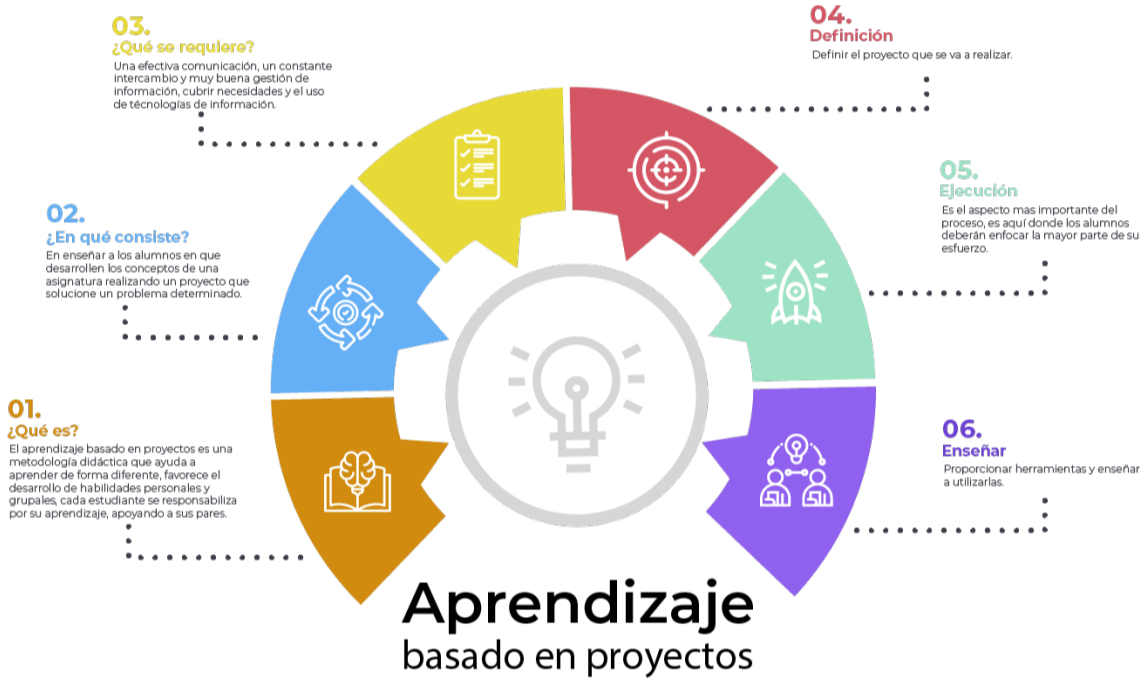 03.
¿Qué se requiere?
Una efectiva comunicación, un constante
intercambio y muy buena gestión de
información, cubrir necesidades y el uso
de técnologías de información.
04.
Definición
Definir el proyecto que se va a realizar.
02.
¿En qué consiste?
En enseñar a los alumnos en que
desarrollen los conceptos de una
asignatura realizando un proyecto que
solucione un problema determinado.
05.
Ejecución
Es el aspecto mas importante del
proceso, es aquí donde los alumnos
deberán enfocar la mayor parte de su
esfuerzo.
01.
¿Qué es?
El aprendizaje basado en proyectos es una
metodología didáctica que ayuda a
aprender de forma diferente, favorece el
desarrollo de habilidades personales y
grupales, cada estudiante se responsabiliza
por su aprendizaje, apoyando a sus pares.
06.
Enseñar
Proporcionar herramientas y enseñar
a utilizarlas.
Aprendizaje
basado en proyectos